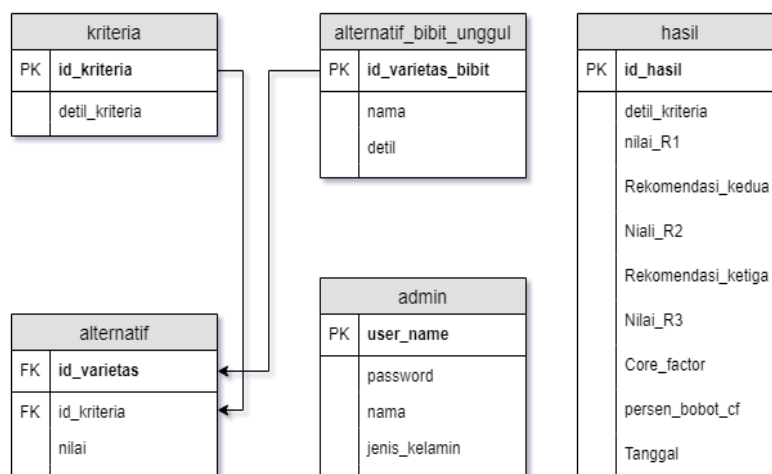 kriteria
PK id_kriteria
detil_kriteria
alternatif_bibit_unggul
PK id_varietas_bibit
nama
detil
hasil
PK id_hasil
detil_kriteria
nilai_R1
Rekomendasi_kedua
Niali_R2
Rekomendasi_ketiga
Nilai_R3
Core_factor
persen_bobot_cf
Tanggal
alternatif
FK id_varietas
FK id_kriteria
nilai
admin
PK user_name
password
nama
jenis_kelamin